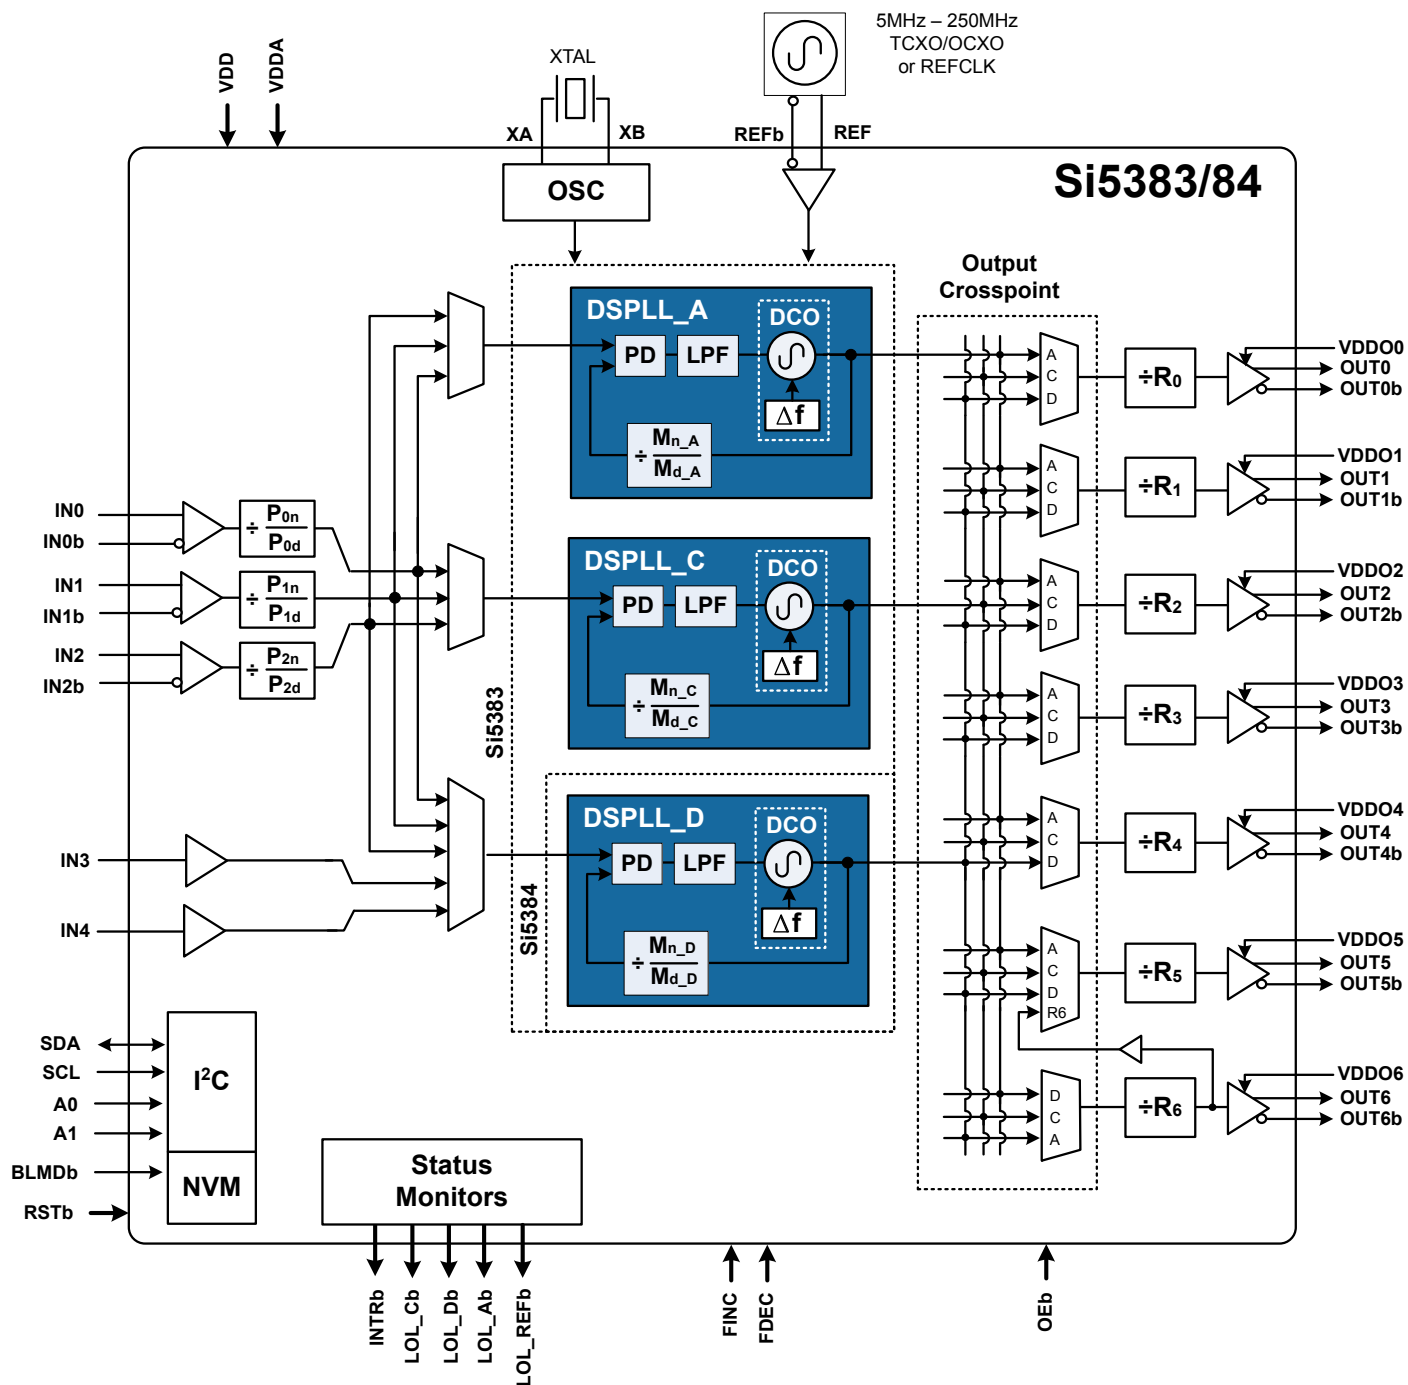 5MHz – 250MHz
TCXO/OCXO
or REFCLK
XTAL
VDD
VDDA
XA
XB
REFb
REF
Si5383/84
OSC
Output
Crosspoint
DSPLL_A
DCO
PD
LPF
Δf
÷ Mn_A
Md_A
DSPLL_C
DCO
PD
LPF
Δf
÷ Mn_C
Md_C
Si5383
DSPLL_D
DCO
PD
LPF
Δf
÷ Mn_D
Md_D
Si5384
IN0
IN0b
÷ P0n
P0d
IN1
IN1b
÷ P1n
P1d
IN2
IN2b
÷ P2n
P2d
IN3
IN4
A
C
D
÷R0
VDDO0
OUT0
OUT0b
A
C
D
÷R1
VDDO1
OUT1
OUT1b
A
C
D
÷R2
VDDO2
OUT2
OUT2b
A
C
D
÷R3
VDDO3
OUT3
OUT3b
A
C
D
÷R4
VDDO4
OUT4
OUT4b
A
C
D
R6
÷R5
VDDO5
OUT5
OUT5b
D
C
A
÷R6
VDDO6
OUT6
OUT6b
SDA
SCL
A0
A1
BLMDb
RSTb
I²C
NVM
Status
Monitors
INTRb
LOL_Cb
LOL_Db
LOL_Ab
LOL_REFb
FINC
FDEC
OEb